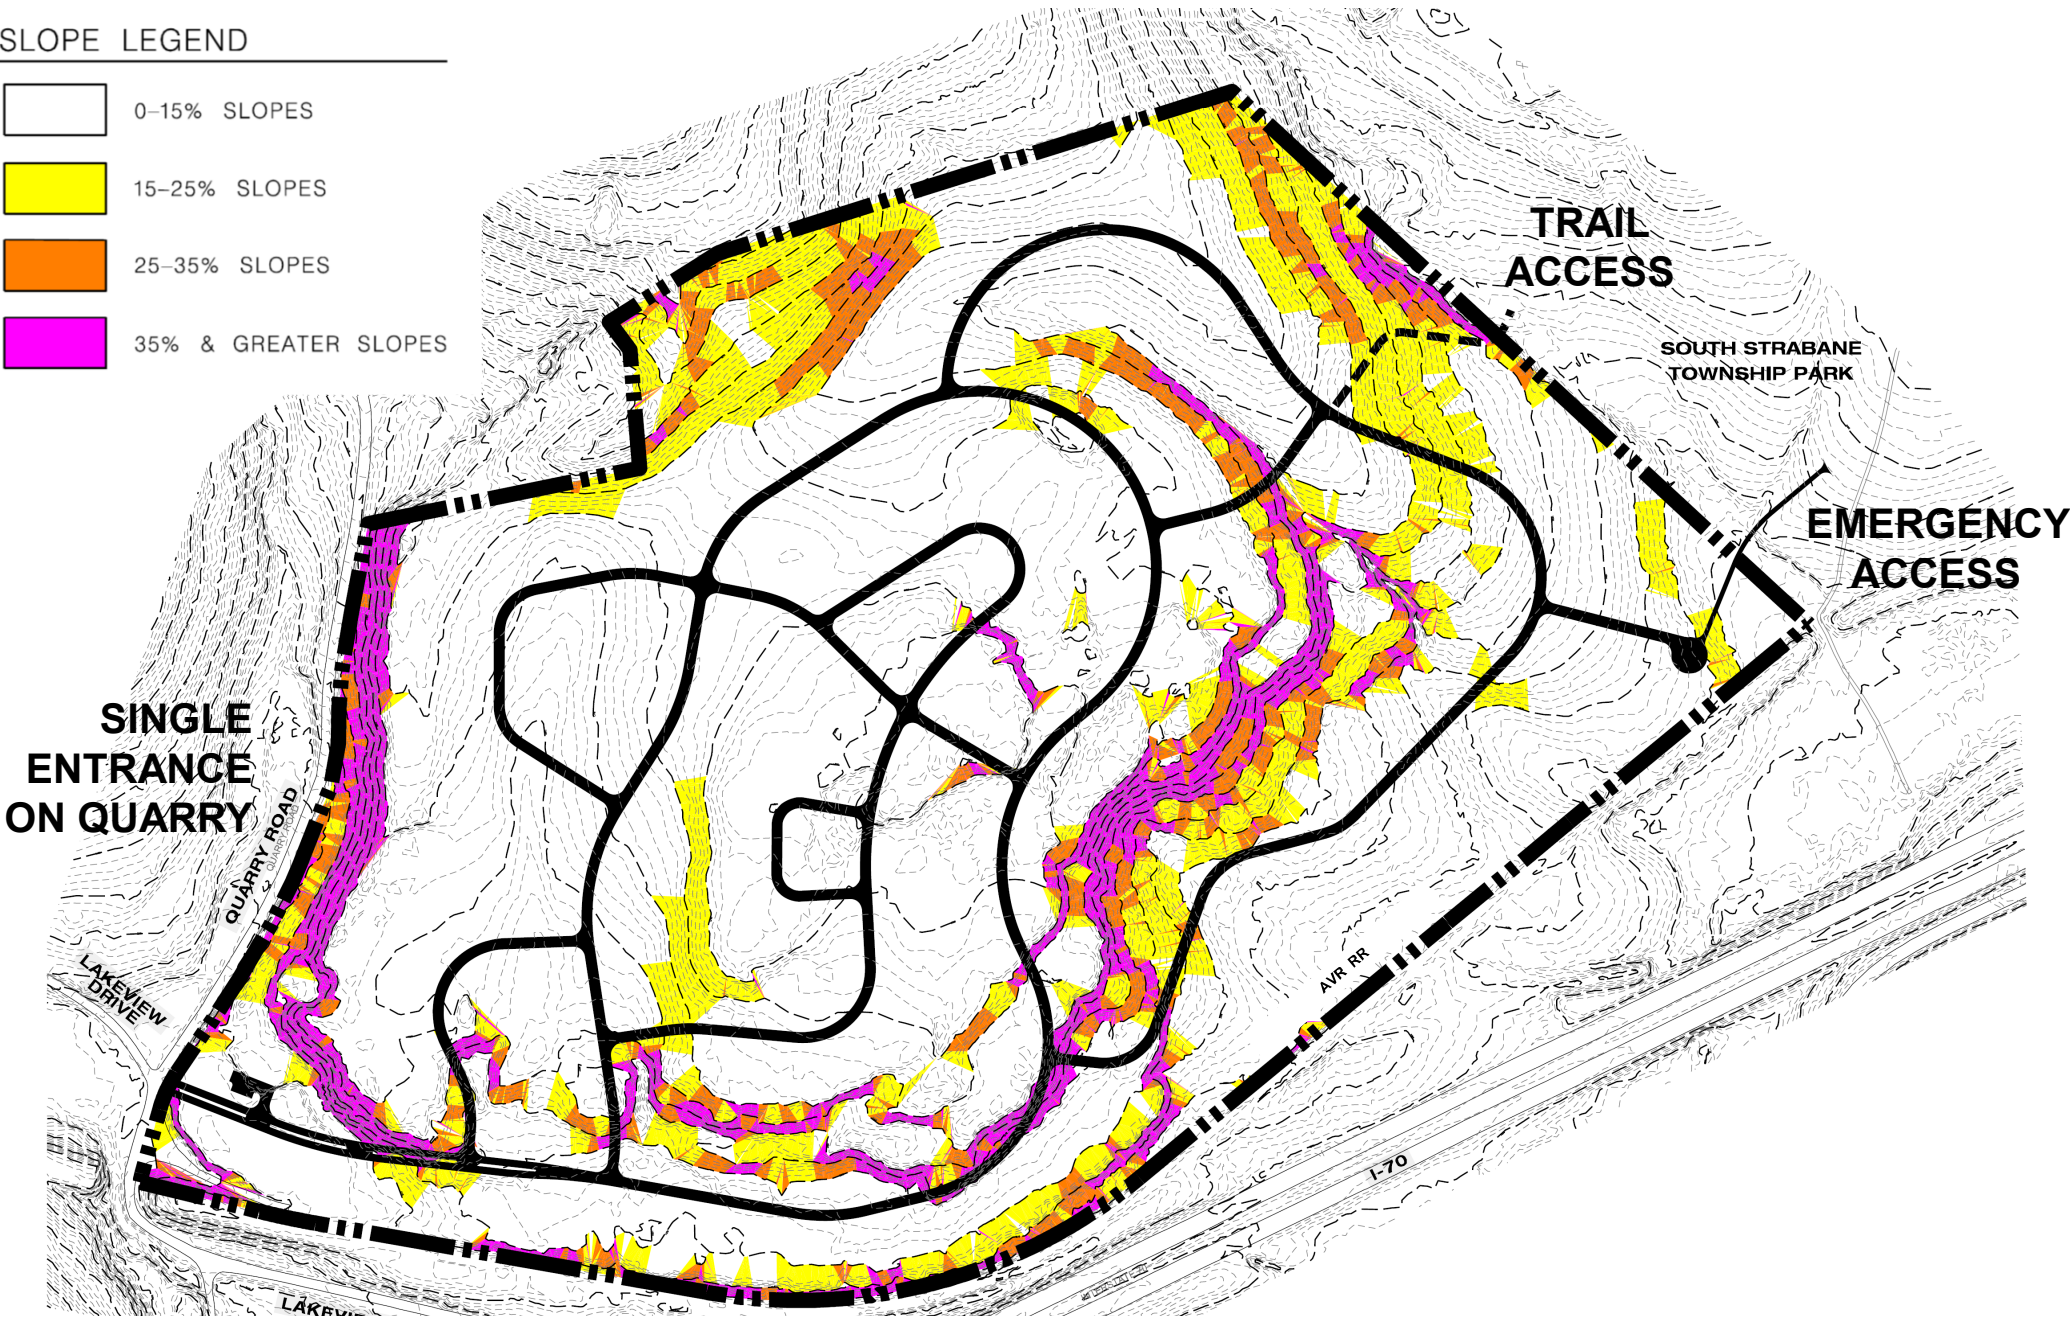 SLOPE LEGEND
0–15% SLOPES
15–25% SLOPES
25–35% SLOPES
35% & GREATER SLOPES
TRAIL
ACCESS
SOUTH STRABANE
TOWNSHIP PARK
EMERGENCY
ACCESS
SINGLE
ENTRANCE
ON QUARRY
QUARRY ROAD
LAKEVIEW
DRIVE
AVR RR
I-70